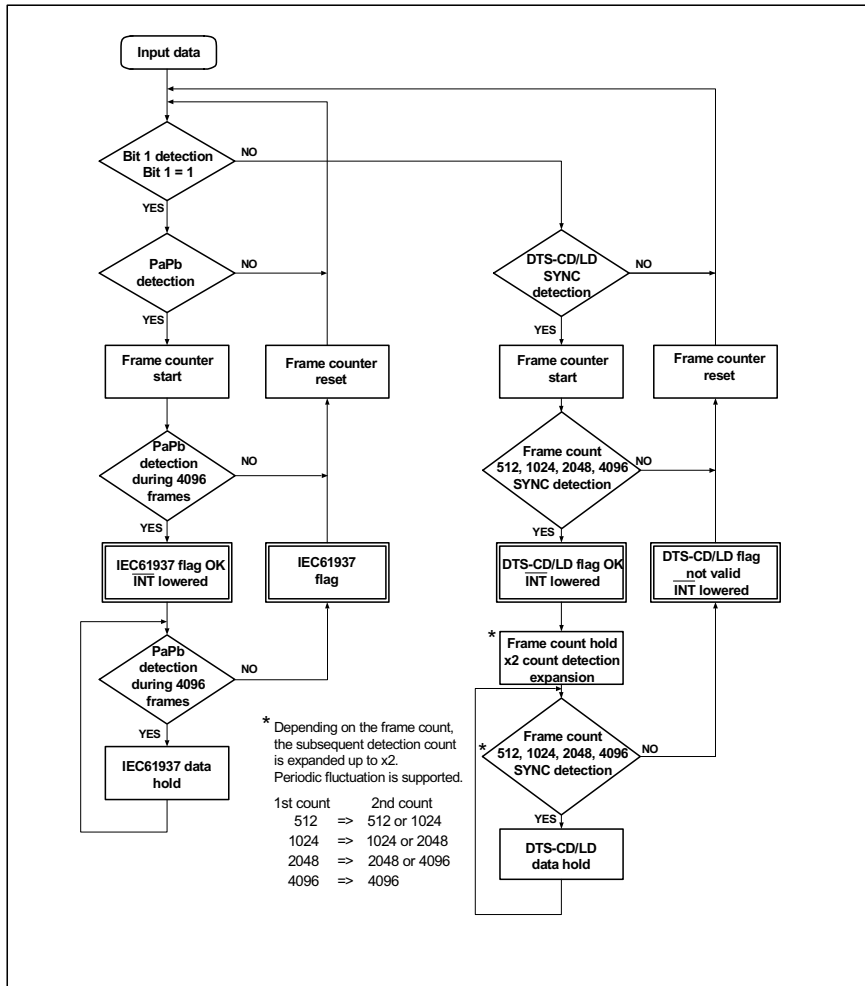 Input data
Bit 1 detection
Bit 1 = 1
NO
YES
PaPb
detection
NO
YES
Frame counter
start
Frame counter
reset
PaPb
detection
during 4096
frames
NO
YES
IEC61937 flag OK
INT lowered
IEC61937
flag
PaPb
detection
during 4096
frames
NO
YES
IEC61937 data
hold
DTS-CD/LD
SYNC
detection
NO
YES
Frame counter
start
Frame counter
reset
Frame count
512, 1024, 2048, 4096
SYNC detection
NO
YES
DTS-CD/LD flag OK
INT lowered
DTS-CD/LD flag
not valid
INT lowered
*
Frame count hold
x2 count detection
expansion
*
Frame count
512, 1024, 2048, 4096
SYNC detection
NO
YES
DTS-CD/LD
data hold
* Depending on the frame count,
the subsequent detection count
is expanded up to x2.
Periodic fluctuation is supported.
1st count 2nd count
512 => 512 or 1024
1024 => 1024 or 2048
2048 => 2048 or 4096
4096 => 4096